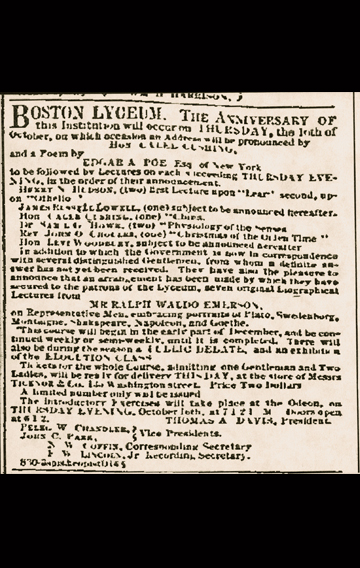 HARRISON,
BOSTON LYCEUM. THE ANNIVERSARY OF
this Institution will occur on THURSDAY, the 16th of
October, on which occasion an Address will be pronounced by
HON CALEB CUSHING,
and a Poem by
EDGAR A POE Esq of New York
to be followed by Lectures on each succeeding THURSDAY EVE-
NING, in the order of their announcement.
HENRY N HUDSON, (two) first Lecture upon "Lear" second, up-
on "Othello"
JAMES RUSSELL LOWELL, (one) subject to be announced hereafter.
Hon CALEB CUSHING, (one) "China.
Dr (two) "Physiology of the Senses
Rev JOHN O CHOULES, (one) "Christmas of the Olden Time"
Hon LEVI WOODBURY, subject to be announced hereafter
In addition to which the Government is now in correspondence
with several distinguished Gentlemen, from whom a definite an-
swer has not yet been received. They have also the pleasure to
announce that an arrangement has been made by which they have
secured to the patrons of the Lyceum, seven original Biographical
Lectures from
MR RALPH WALDO EMERSON,
on Representative Men, embracing portraits of Plato, Swedenborg,
Montaigne, Shakspeare, Napoleon, and Goethe.
This course will begin in the early part of December, and be con-
tinued weekly or semi-weekly, until it is completed. There will
also be during the season a PUBLIC DEBATE, and an exhibition
of the ELOCUTION CLASS
Tickets for the whole Course, admitting one Gentleman and Two
Ladies, will be ready for delivery THIS DAY, at the store of Messrs
TICKNOR & Co. 135 Washington street. Price Two Dollars
A limited number only will be issued
The Introductory Exercises will take place at the Odeon, on
THURSDAY EVENING, October 16th, at 7 1 2 M Doors open
at 6 1 2. THOMAS A DAVIS, President.
PELEG W CHANDLER, } Vice Presidents.
JOHN C. PARK,
N W COFFIN, Corresponding Secretary
F W LINCOLN, Jr Recording Secretary.